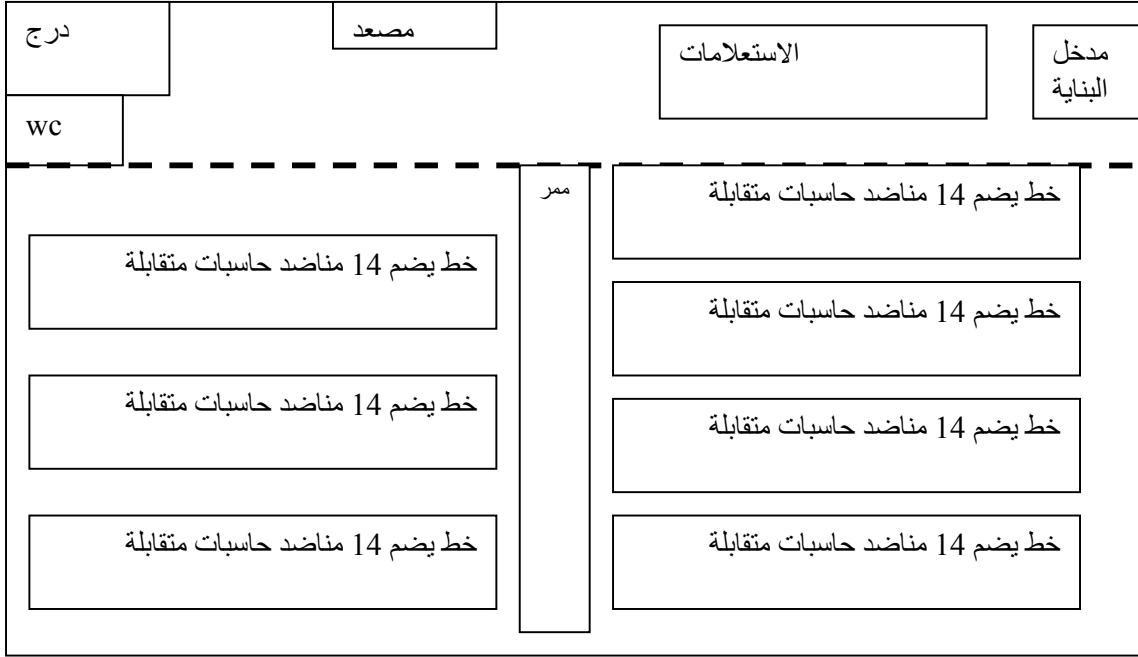 مدخل
البناية
الاستعلامات
مصعد
درج
wc
ممر
خط يضم 14 مناضد حاسبات متقابلة
خط يضم 14 مناضد حاسبات متقابلة
خط يضم 14 مناضد حاسبات متقابلة
خط يضم 14 مناضد حاسبات متقابلة
خط يضم 14 مناضد حاسبات متقابلة
خط يضم 14 مناضد حاسبات متقابلة
خط يضم 14 مناضد حاسبات متقابلة